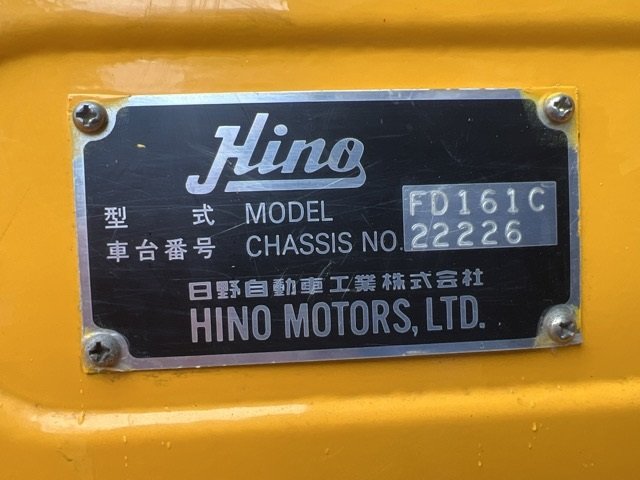 Hino
型式 MODEL FD161C
車台番号 CHASSIS NO. 22226
日野自動車工業株式会社
HINO MOTORS, LTD.